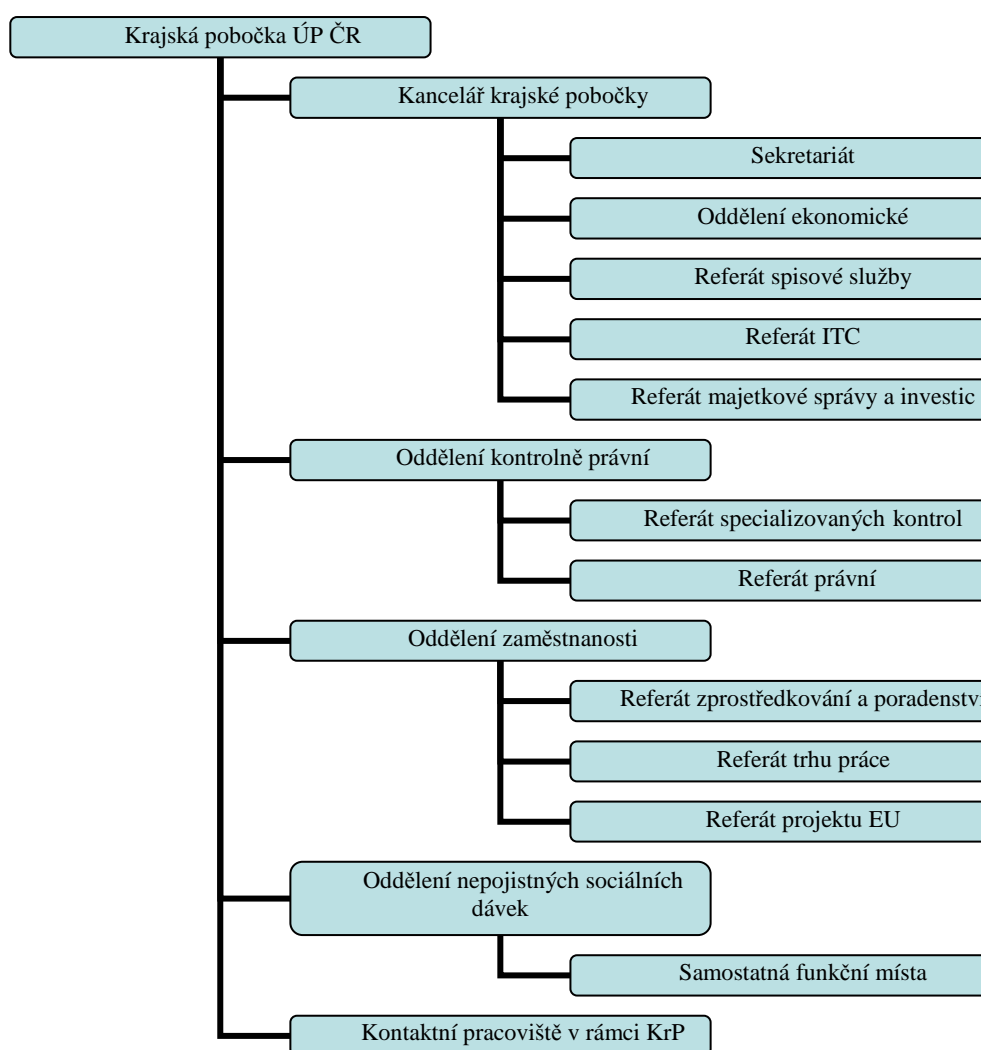 Krajská pobočka ÚP ČR
Kancelář krajské pobočky
Sekretariát
Oddělení ekonomické
Referát spisové služby
Referát ITC
Referát majetkové správy a investic
Oddělení kontrolně právní
Referát specializovaných kontrol
Referát právní
Oddělení zaměstnanosti
Referát zprostředkování a poradenství
Referát trhu práce
Referát projektu EU
Oddělení nepojistných sociálních
dávek
Samostatná funkční místa
Kontaktní pracoviště v rámci KrP